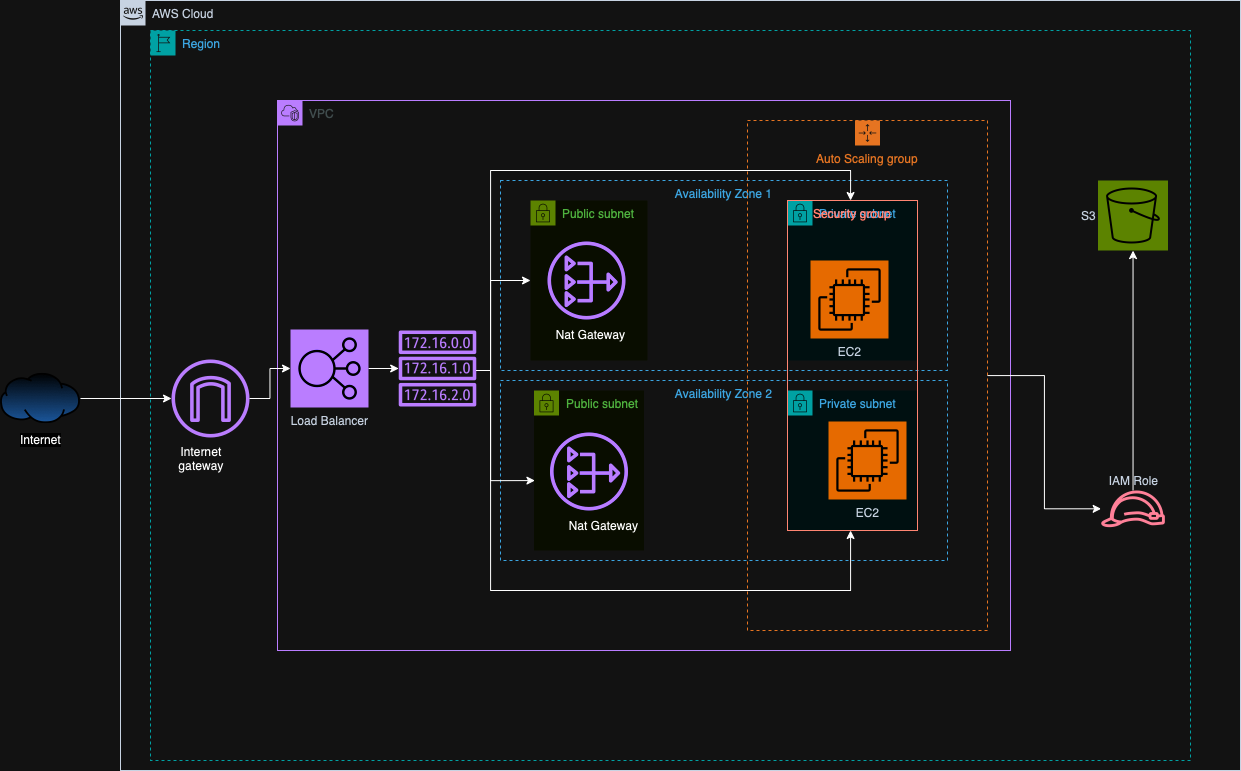 aws
AWS Cloud
Region
VPC
Auto Scaling group
Availability Zone 1
Public subnet
Security group
Private subnet
S3
Nat Gateway
EC2
172.16.0.0
172.16.1.0
172.16.2.0
Load Balancer
Availability Zone 2
Public subnet
Private subnet
Internet
Internet
gateway
IAM Role
EC2
Nat Gateway